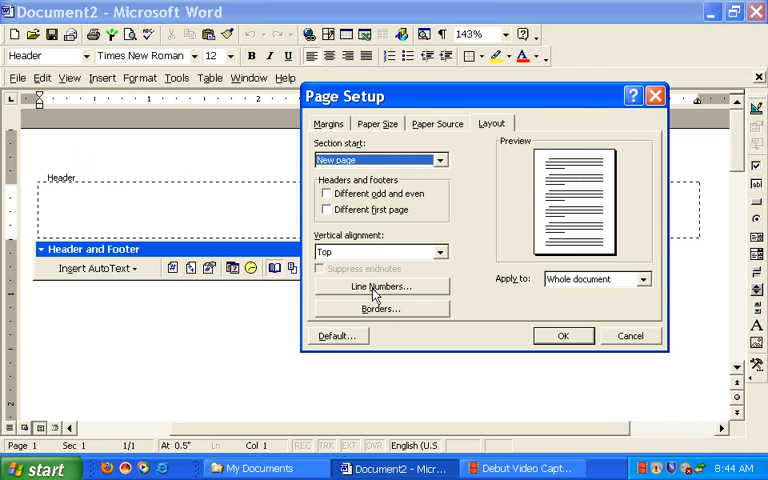 Document2 - Microsoft Word
143%
Header
Times New Roman
12
B I U
File Edit View Insert Format Tools Table Window Help
1
2
Page Setup
Margins
Paper Size
Paper Source
Layout
Section start:
New page
Headers and footers
Different odd and even
Different first page
Vertical alignment:
Top
Suppress endnotes
Line Numbers...
Borders...
Preview
Apply to:
Whole document
Default...
OK
Cancel
Header
Header and Footer
Insert AutoText
Page 1
Sec 1
1/1
At 0.5"
Ln
Col 1
REC
TRK
EXT
OVR
English (U.S
start
My Documents
Document2 - Micr...
Debut Video Capt...
8:44 AM